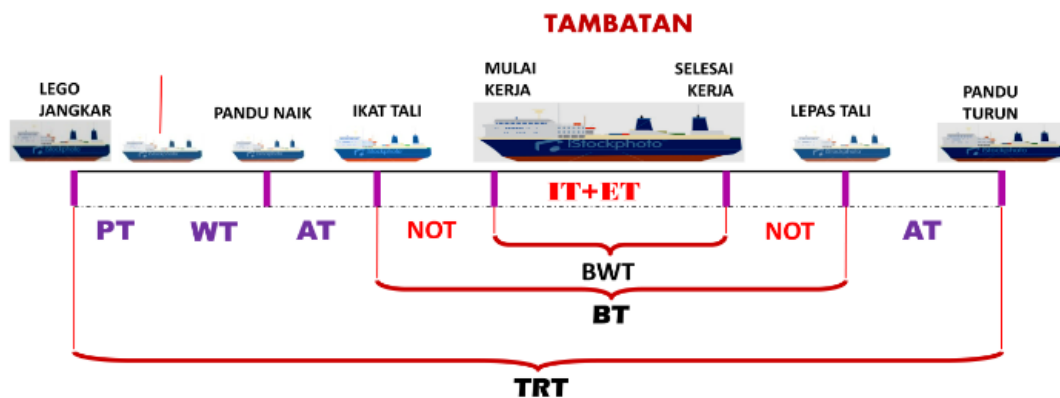 TAMBATAN
LEGO
JANGKAR
PANDU NAIK
IKAT TALI
MULAI
KERJA
SELESAI
KERJA
LEPAS TALI
PANDU
TURUN
iStockphoto
IT+ET
PT
WT
AT
NOT
NOT
AT
BWT
BT
TRT